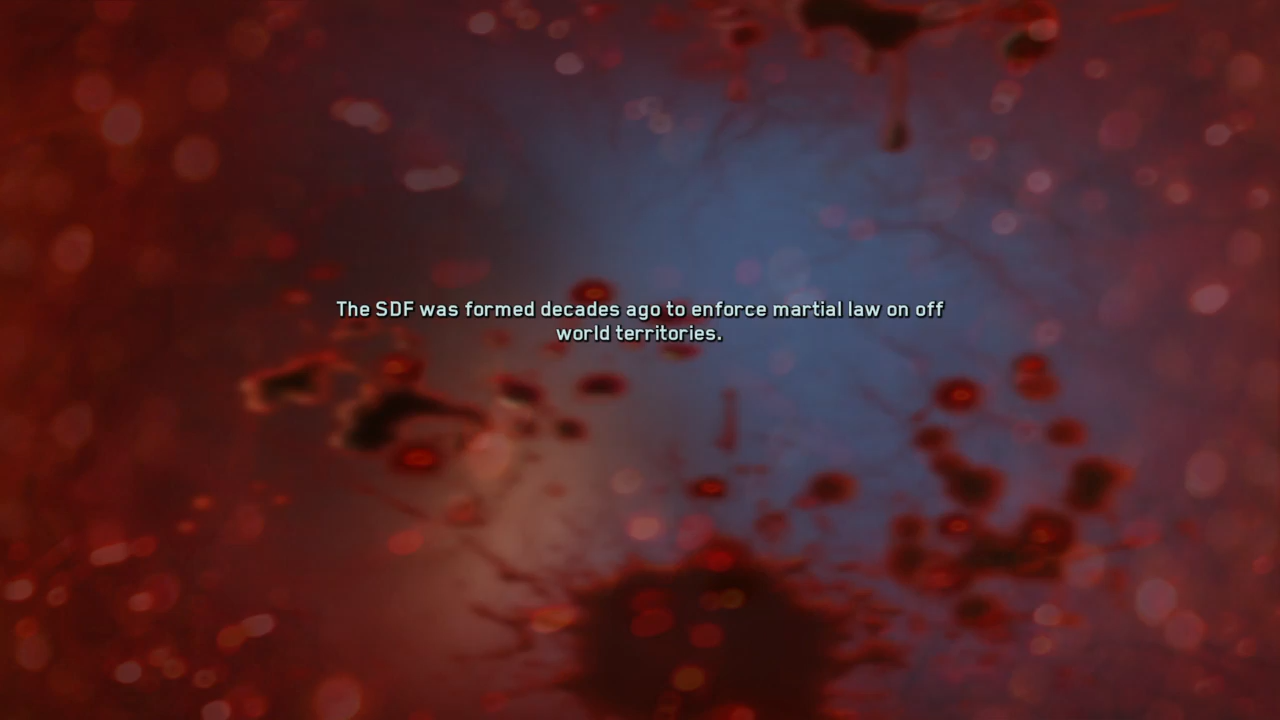 The SDF was formed decades ago to enforce martial law on off
world territories.